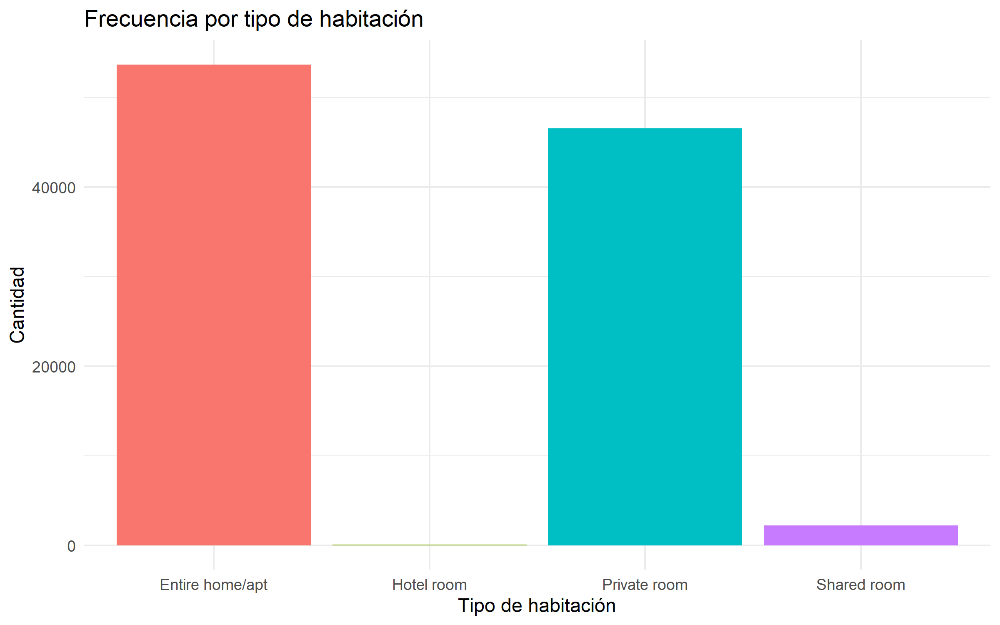 Frecuencia por tipo de habitación
Cantidad
40000
20000
0
Entire home/apt
Hotel room
Private room
Shared room
Tipo de habitación